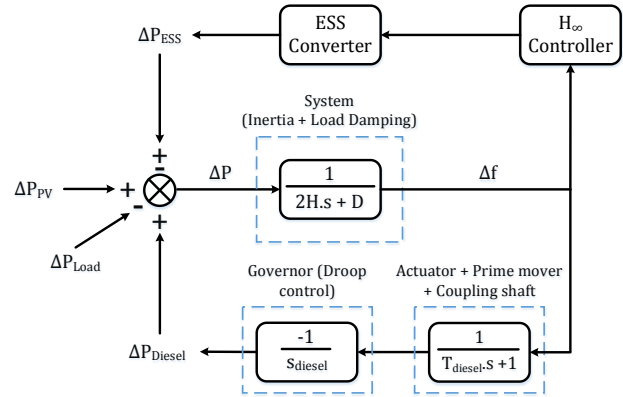 ΔP_ESS
ESS
Converter
H∞
Controller
System
(Inertia + Load Damping)
+
-
ΔP_PV
+
ΔP
1
2H.s + D
Δf
-
+
ΔP_Load
Governor (Droop
control)
Actuator + Prime mover
+ Coupling shaft
ΔP_Diesel
-1
s_diesel
1
T_diesel.s +1